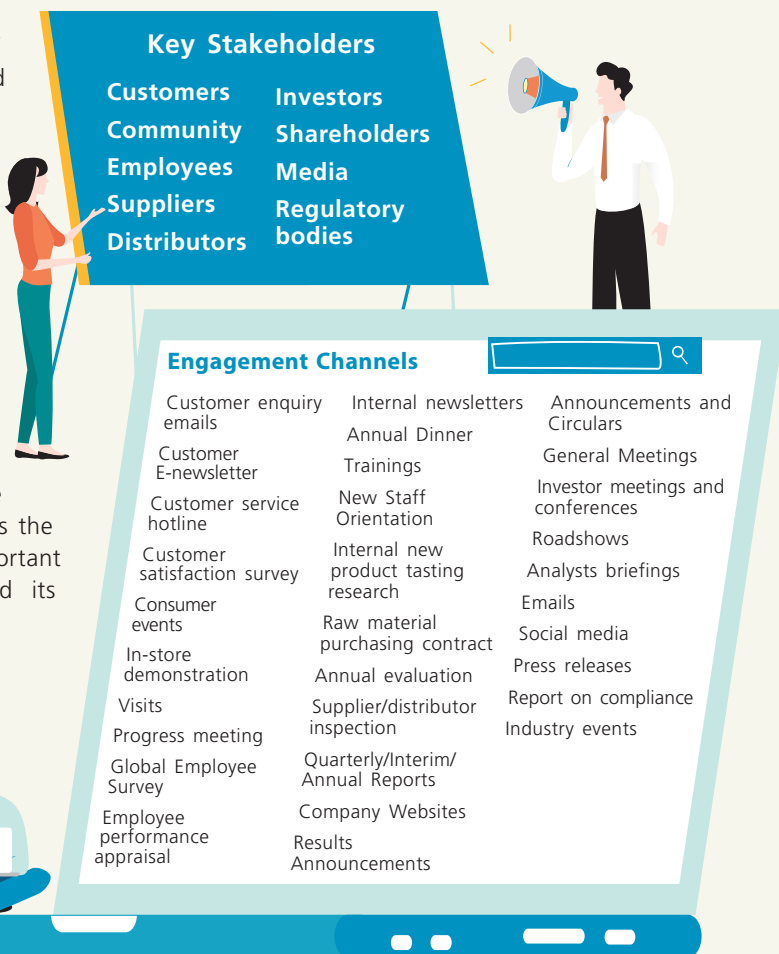 Key Stakeholders
Customers
Community
Employees
Suppliers
Distributors
Investors
Shareholders
Media
Regulatory
bodies
s the
ortant
d its
Engagement Channels
Customer enquiry
emails
Customer
E-newsletter
Customer service
hotline
Customer
satisfaction survey
Consumer
events
In-store
demonstration
Visits
Progress meeting
Global Employee
Survey
Employee
performance
appraisal
Internal newsletters
Annual Dinner
Trainings
New Staff
Orientation
Internal new
product tasting
research
Raw material
purchasing contract
Annual evaluation
Supplier/distributor
inspection
Quarterly/Interim/
Annual Reports
Company Websites
Results
Announcements
Announcements and
Circulars
General Meetings
Investor meetings and
conferences
Roadshows
Analysts briefings
Emails
Social media
Press releases
Report on compliance
Industry events